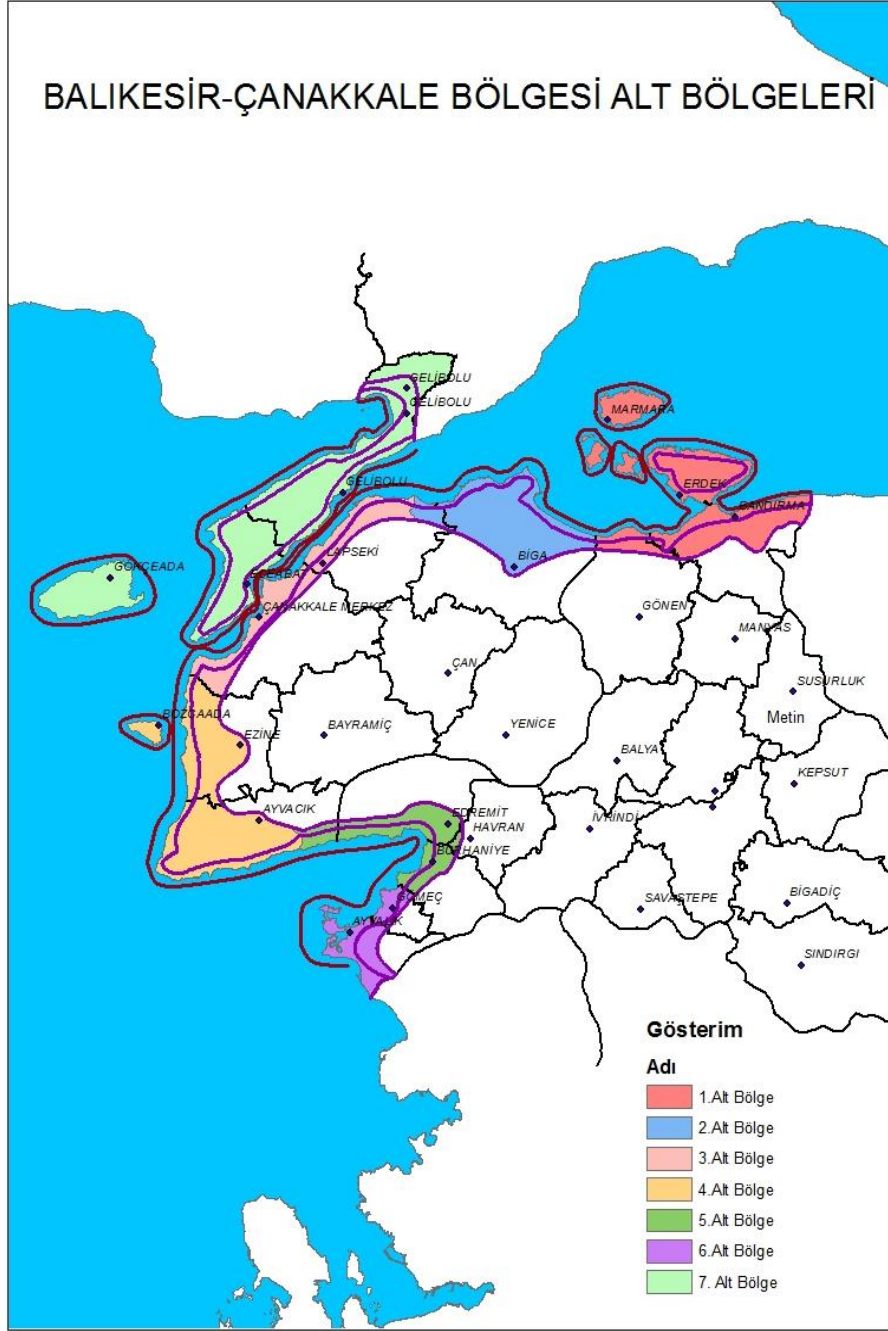 BALIKESİR-ÇANAKKALE BÖLGESİ ALT BÖLGELERİ
GELİBOLU
GELİBOLU
MARMARA
ERDEK
GELİBOLU
BANDIRMA
LAPSEKİ
BİGA
GÖKÇEADA
ECEABAT
ÇANAKKALE MERKEZ
GÖNEN
MANYAS
ÇAN
SUSURLUK
BOZCAADA
EZİNE
BAYRAMİÇ
YENİCE
Metin
BALYA
KEPSUT
AYVACIK
EDREMİT
HAVRAN
İVRİNDİ
BURHANİYE
GÖMEÇ
SAVAŞTEPE
BİGADİÇ
AYVALIK
SINDIRGI
Gösterim
Adı
1.Alt Bölge
2.Alt Bölge
3.Alt Bölge
4.Alt Bölge
5.Alt Bölge
6.Alt Bölge
7. Alt Bölge